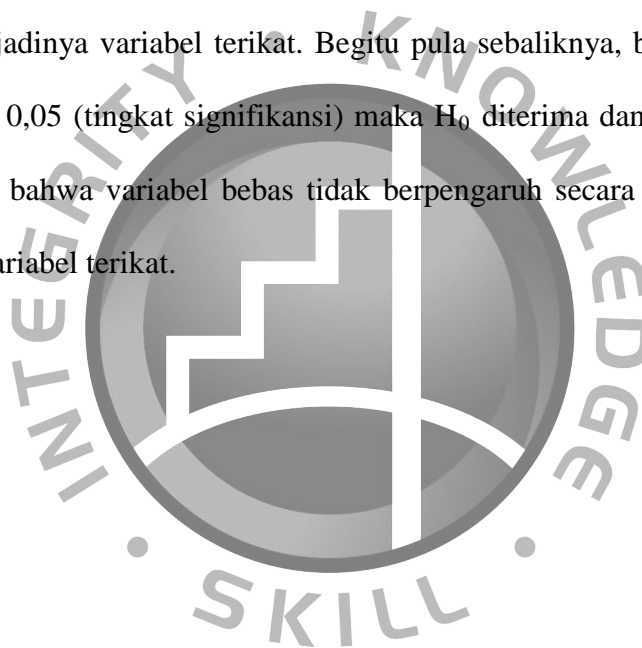 jadinya variabel terikat. Begitu pula sebaliknya, b
0,05 (tingkat signifikansi) maka H₀ diterima dan
bahwa variabel bebas tidak berpengaruh secara
ariabel terikat.
INTEGRITY • KNOWLEDGE • SKILL •